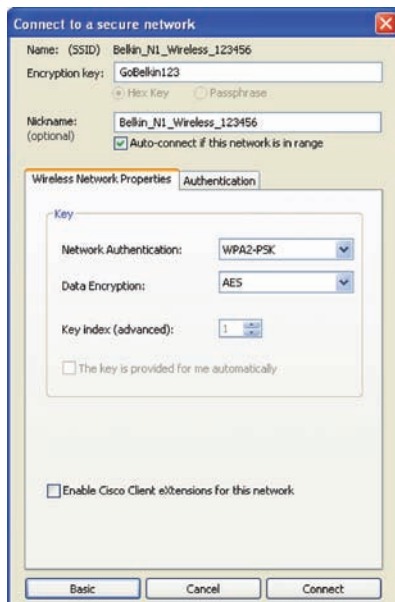 Connect to a secure network
Name: (SSID) Belkin_N1_Wireless_123456
Encryption key: GoBelkin123
Hex Key Passphrase
Nickname: Belkin_N1_Wireless_123456
(optional)
Auto-connect if this network is in range
Wireless Network Properties Authentication
Key
Network Authentication: WPA2-PSK
Data Encryption: AES
Key index (advanced): 1
The key is provided for me automatically
Enable Cisco Client eXtensions for this network
Basic Cancel Connect